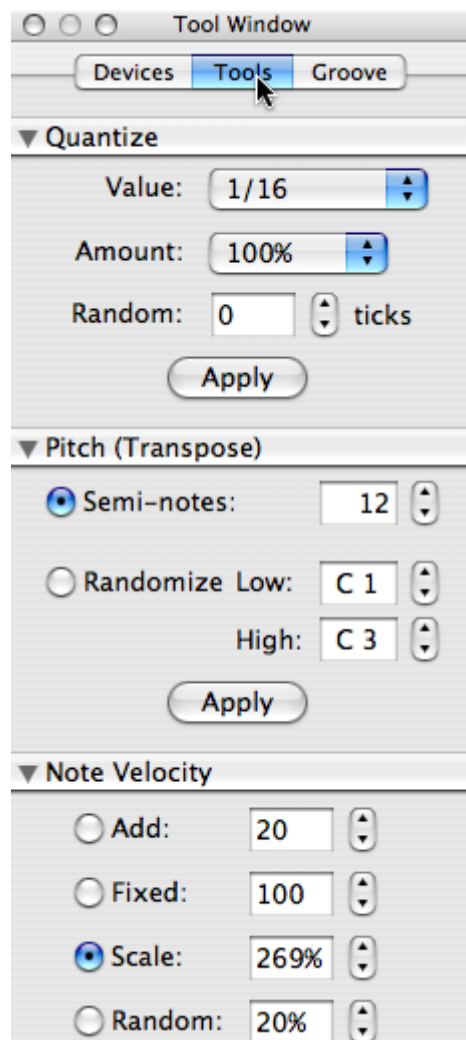 Tool Window
Devices Tools Groove
Quantize
Value: 1/16
Amount: 100%
Random: 0 ticks
Apply
Pitch (Transpose)
Semi-notes: 12
Randomize Low: C 1
High: C 3
Apply
Note Velocity
Add: 20
Fixed: 100
Scale: 269%
Random: 20%